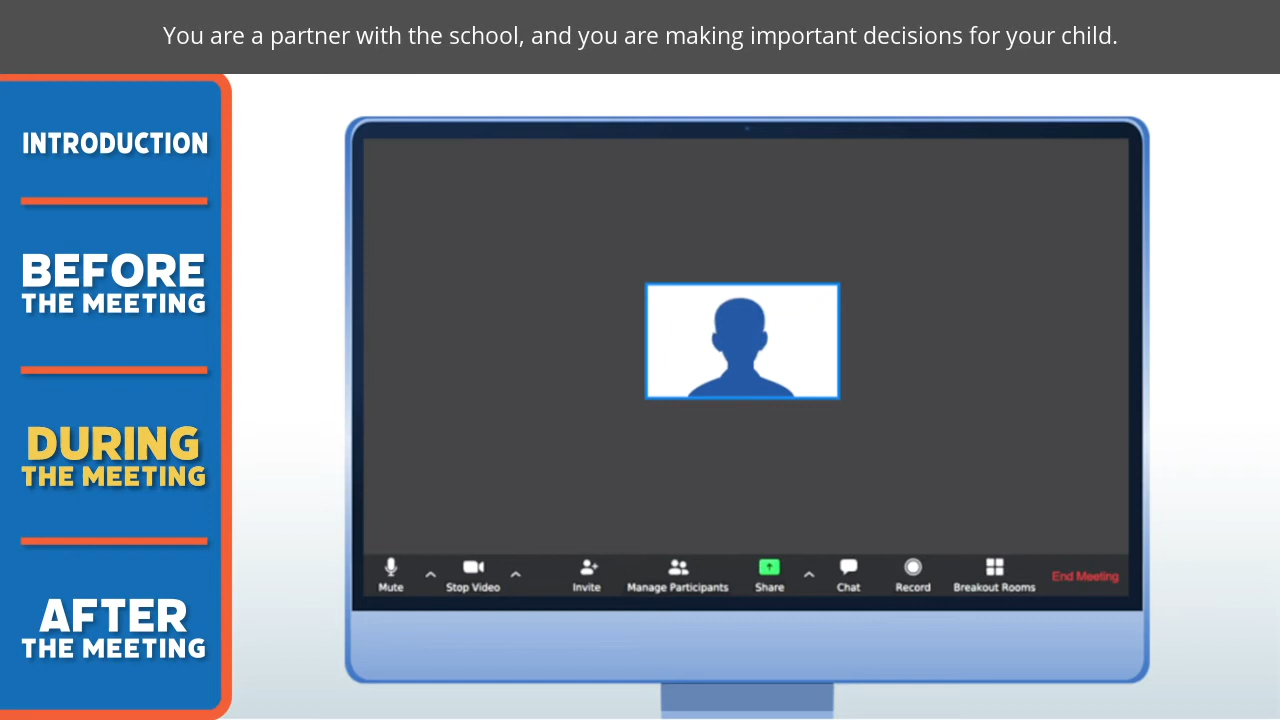 You are a partner with the school, and you are making important decisions for your child.
INTRODUCTION
BEFORE
THE MEETING
DURING
THE MEETING
AFTER
THE MEETING
Mute
Stop Video
Invite
Manage Participants
Share
Chat
Record
Breakout Rooms
End Meeting